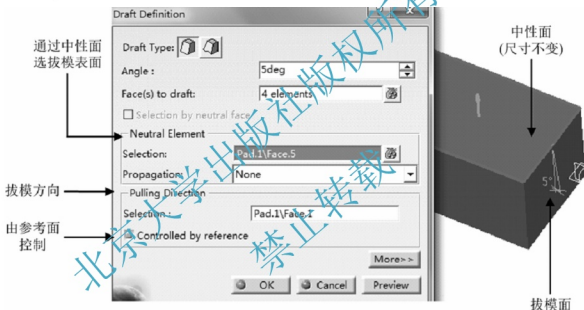 Draft Definition
Draft Type:
Angle :
5deg
Face(s) to draft:
4 elements
Selection by neutral face
Neutral Element
Selection:
Pad.1\Face.5
Propagation:
None
Pulling Direction
Selection :
Pad.1\Face.1
Controlled by reference
More>>
OK
Cancel
Preview
通过中性面
选拔模表面
拔模方向
由参考面
控制
中性面
(尺寸不变)
5°
拔模面
北京大学出版社版权所有
禁止转载